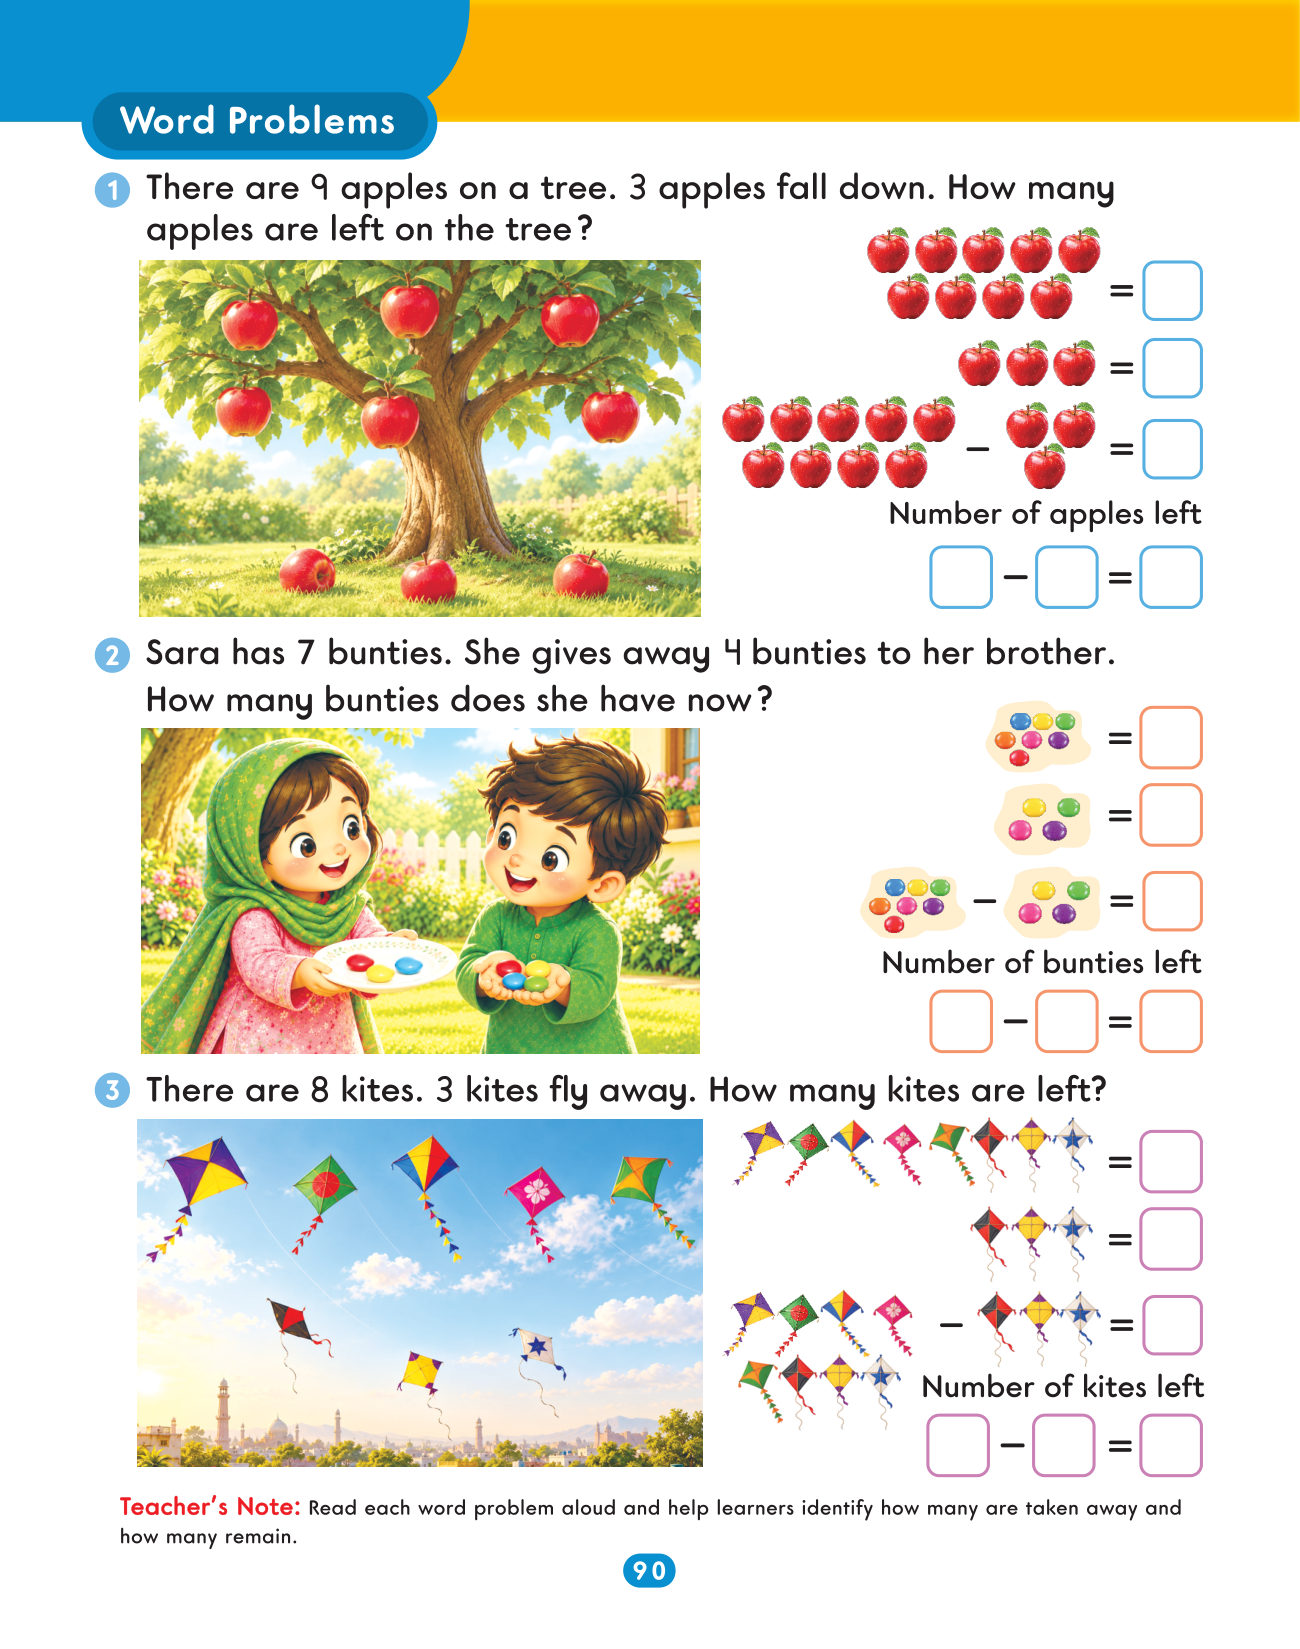 Word Problems
1 There are 9 apples on a tree. 3 apples fall down. How many
apples are left on the tree?
=
=
- =
Number of apples left
- =
2 Sara has 7 bunties. She gives away 4 bunties to her brother.
How many bunties does she have now?
=
=
- =
Number of bunties left
- =
3 There are 8 kites. 3 kites fly away. How many kites are left?
=
=
- =
Number of kites left
- =
Teacher's Note: Read each word problem aloud and help learners identify how many are taken away and
how many remain.
90